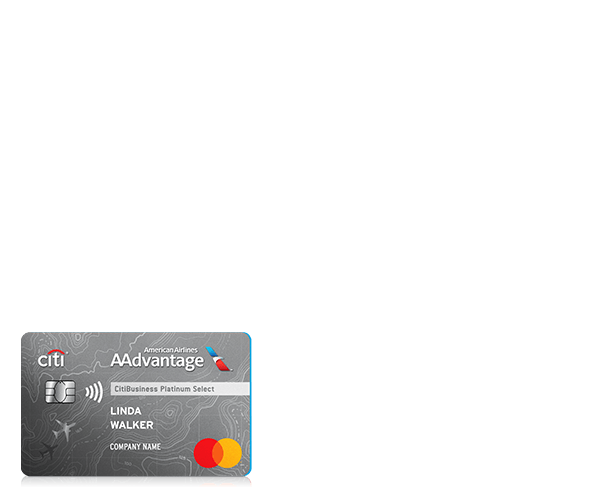 citi
American Airlines
AAdvantage
CitiBusiness Platinum Select
LINDA
WALKER
COMPANY NAME